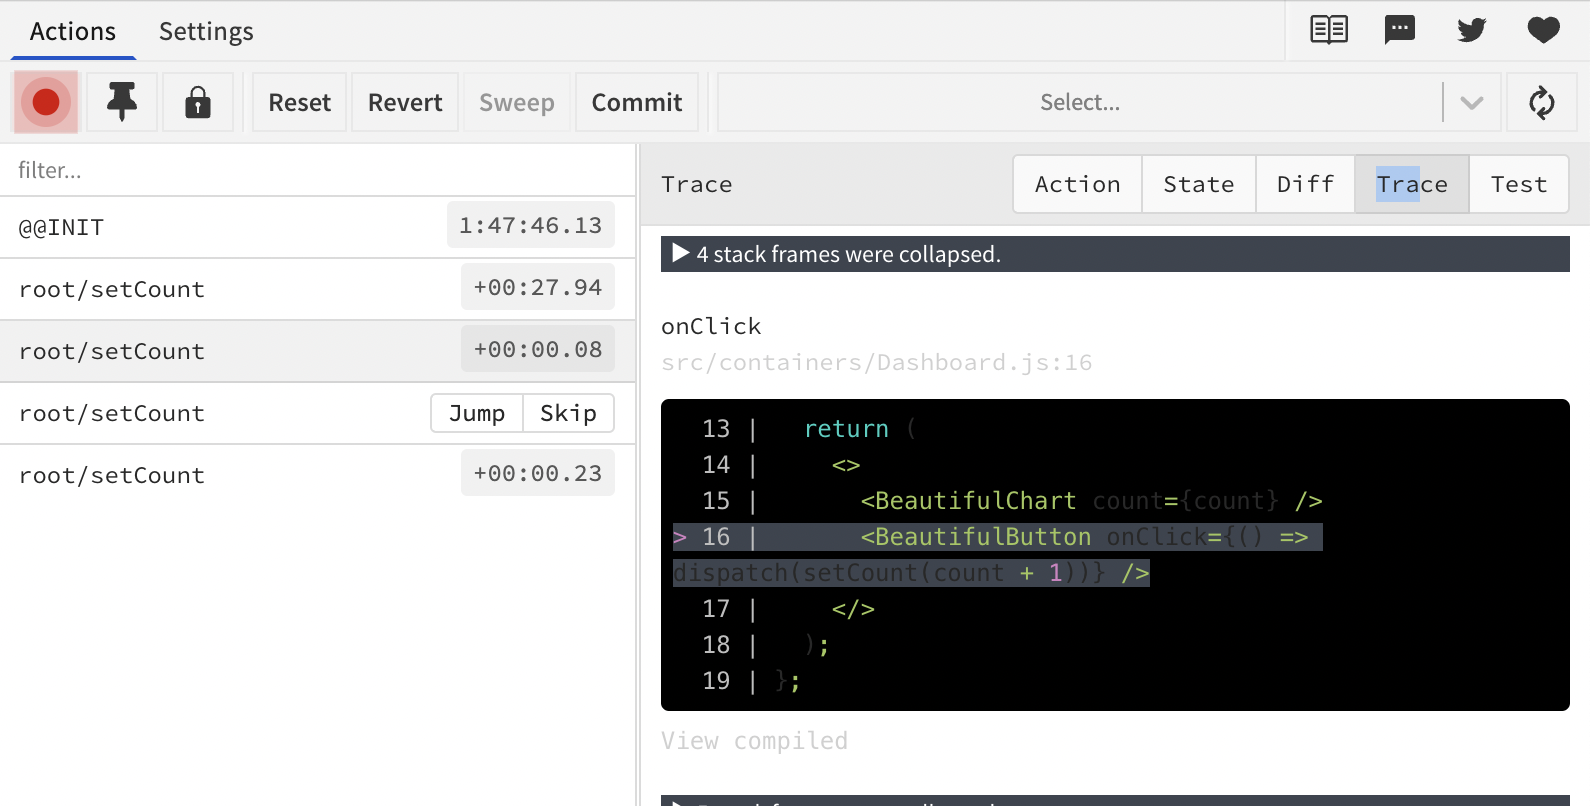 Actions Settings
Reset Revert Sweep Commit Select...
filter...
@@INIT 1:47:46.13
root/setCount +00:27.94
root/setCount +00:00.08
root/setCount Jump Skip
root/setCount +00:00.23
Trace Action State Diff Trace Test
▶ 4 stack frames were collapsed.
onClick
src/containers/Dashboard.js:16
13 | return (
14 | <>
15 | <BeautifulChart count={count} />
> 16 | <BeautifulButton onClick={() =>
dispatch(setCount(count + 1))} />
17 | </>
18 | );
19 | };
View compiled